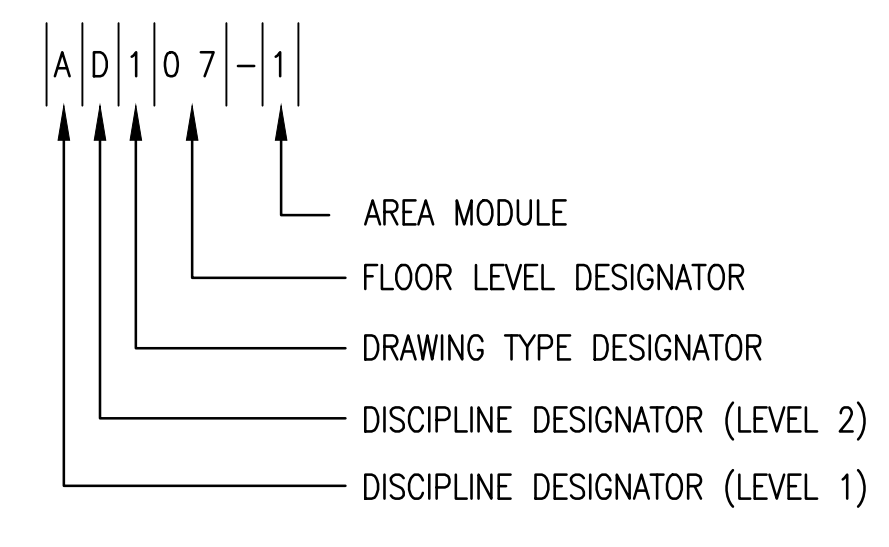 |A|D|1|0 7|-|1|
AREA MODULE
FLOOR LEVEL DESIGNATOR
DRAWING TYPE DESIGNATOR
DISCIPLINE DESIGNATOR (LEVEL 2)
DISCIPLINE DESIGNATOR (LEVEL 1)